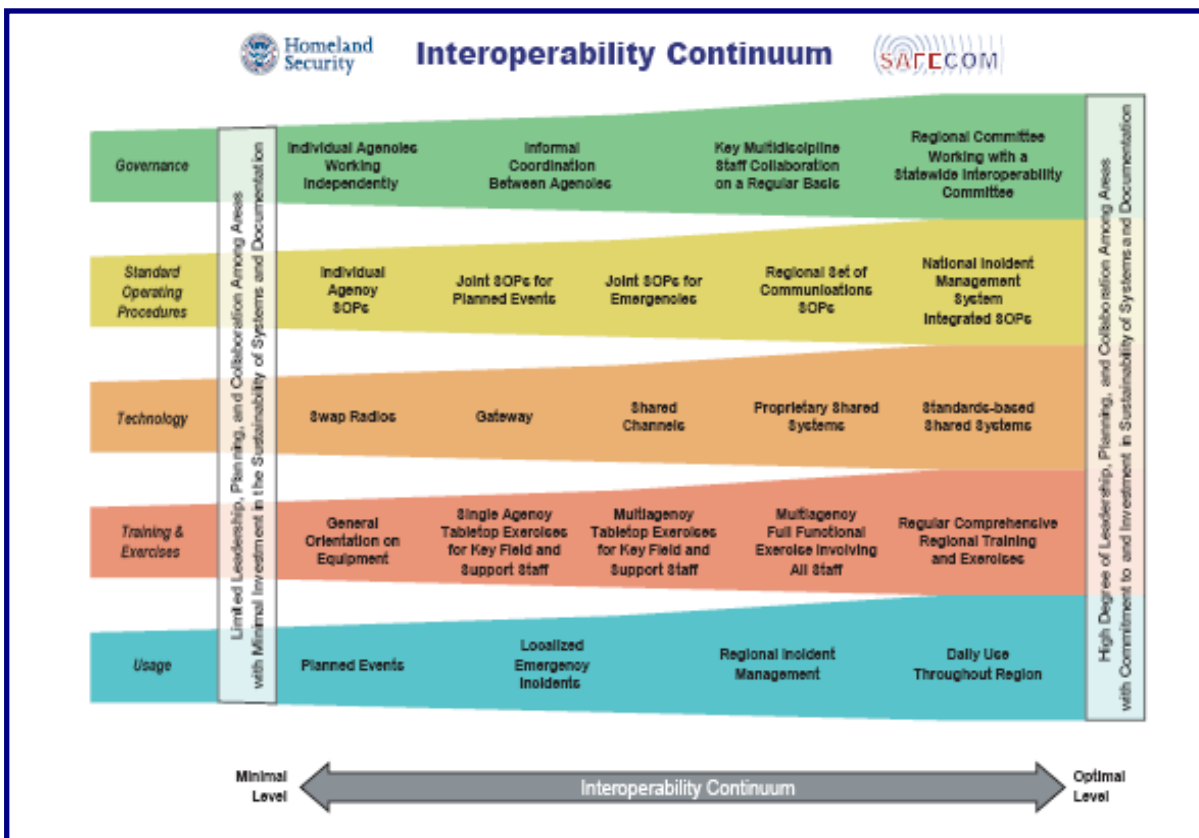 Homeland
Security
Interoperability Continuum
SAFECOM
Limited Leadership, Planning, and Collaboration Among Areas
with Minimal Investment in the Sustainability of Systems and Documentation
High Degree of Leadership, Planning, and Collaboration Among Areas
with Commitment to and Investment in Sustainability of Systems and Documentation
Governance
Individual Agencies
Working
Independently
Informal
Coordination
Between Agencies
Key Multidiscipline
Staff Collaboration
on a Regular Basis
Regional Committee
Working with a
Statewide Interoperability
Committee
Standard
Operating
Procedures
Individual
Agency
SOPs
Joint SOPs for
Planned Events
Joint SOPs for
Emergencies
Regional Set of
Communications
SOPs
National Incident
Management
System
Integrated SOPs
Technology
Swap Radios
Gateway
Shared
Channels
Proprietary Shared
Systems
Standards-based
Shared Systems
Training &
Exercises
General
Orientation on
Equipment
Single Agency
Tabletop Exercises
for Key Field and
Support Staff
Multiagency
Tabletop Exercises
for Key Field and
Support Staff
Multiagency
Full Functional
Exercise Involving
All Staff
Regular Comprehensive
Regional Training
and Exercises
Usage
Planned Events
Localized
Emergency
Incidents
Regional Incident
Management
Daily Use
Throughout Region
Minimal
Level
Interoperability Continuum
Optimal
Level